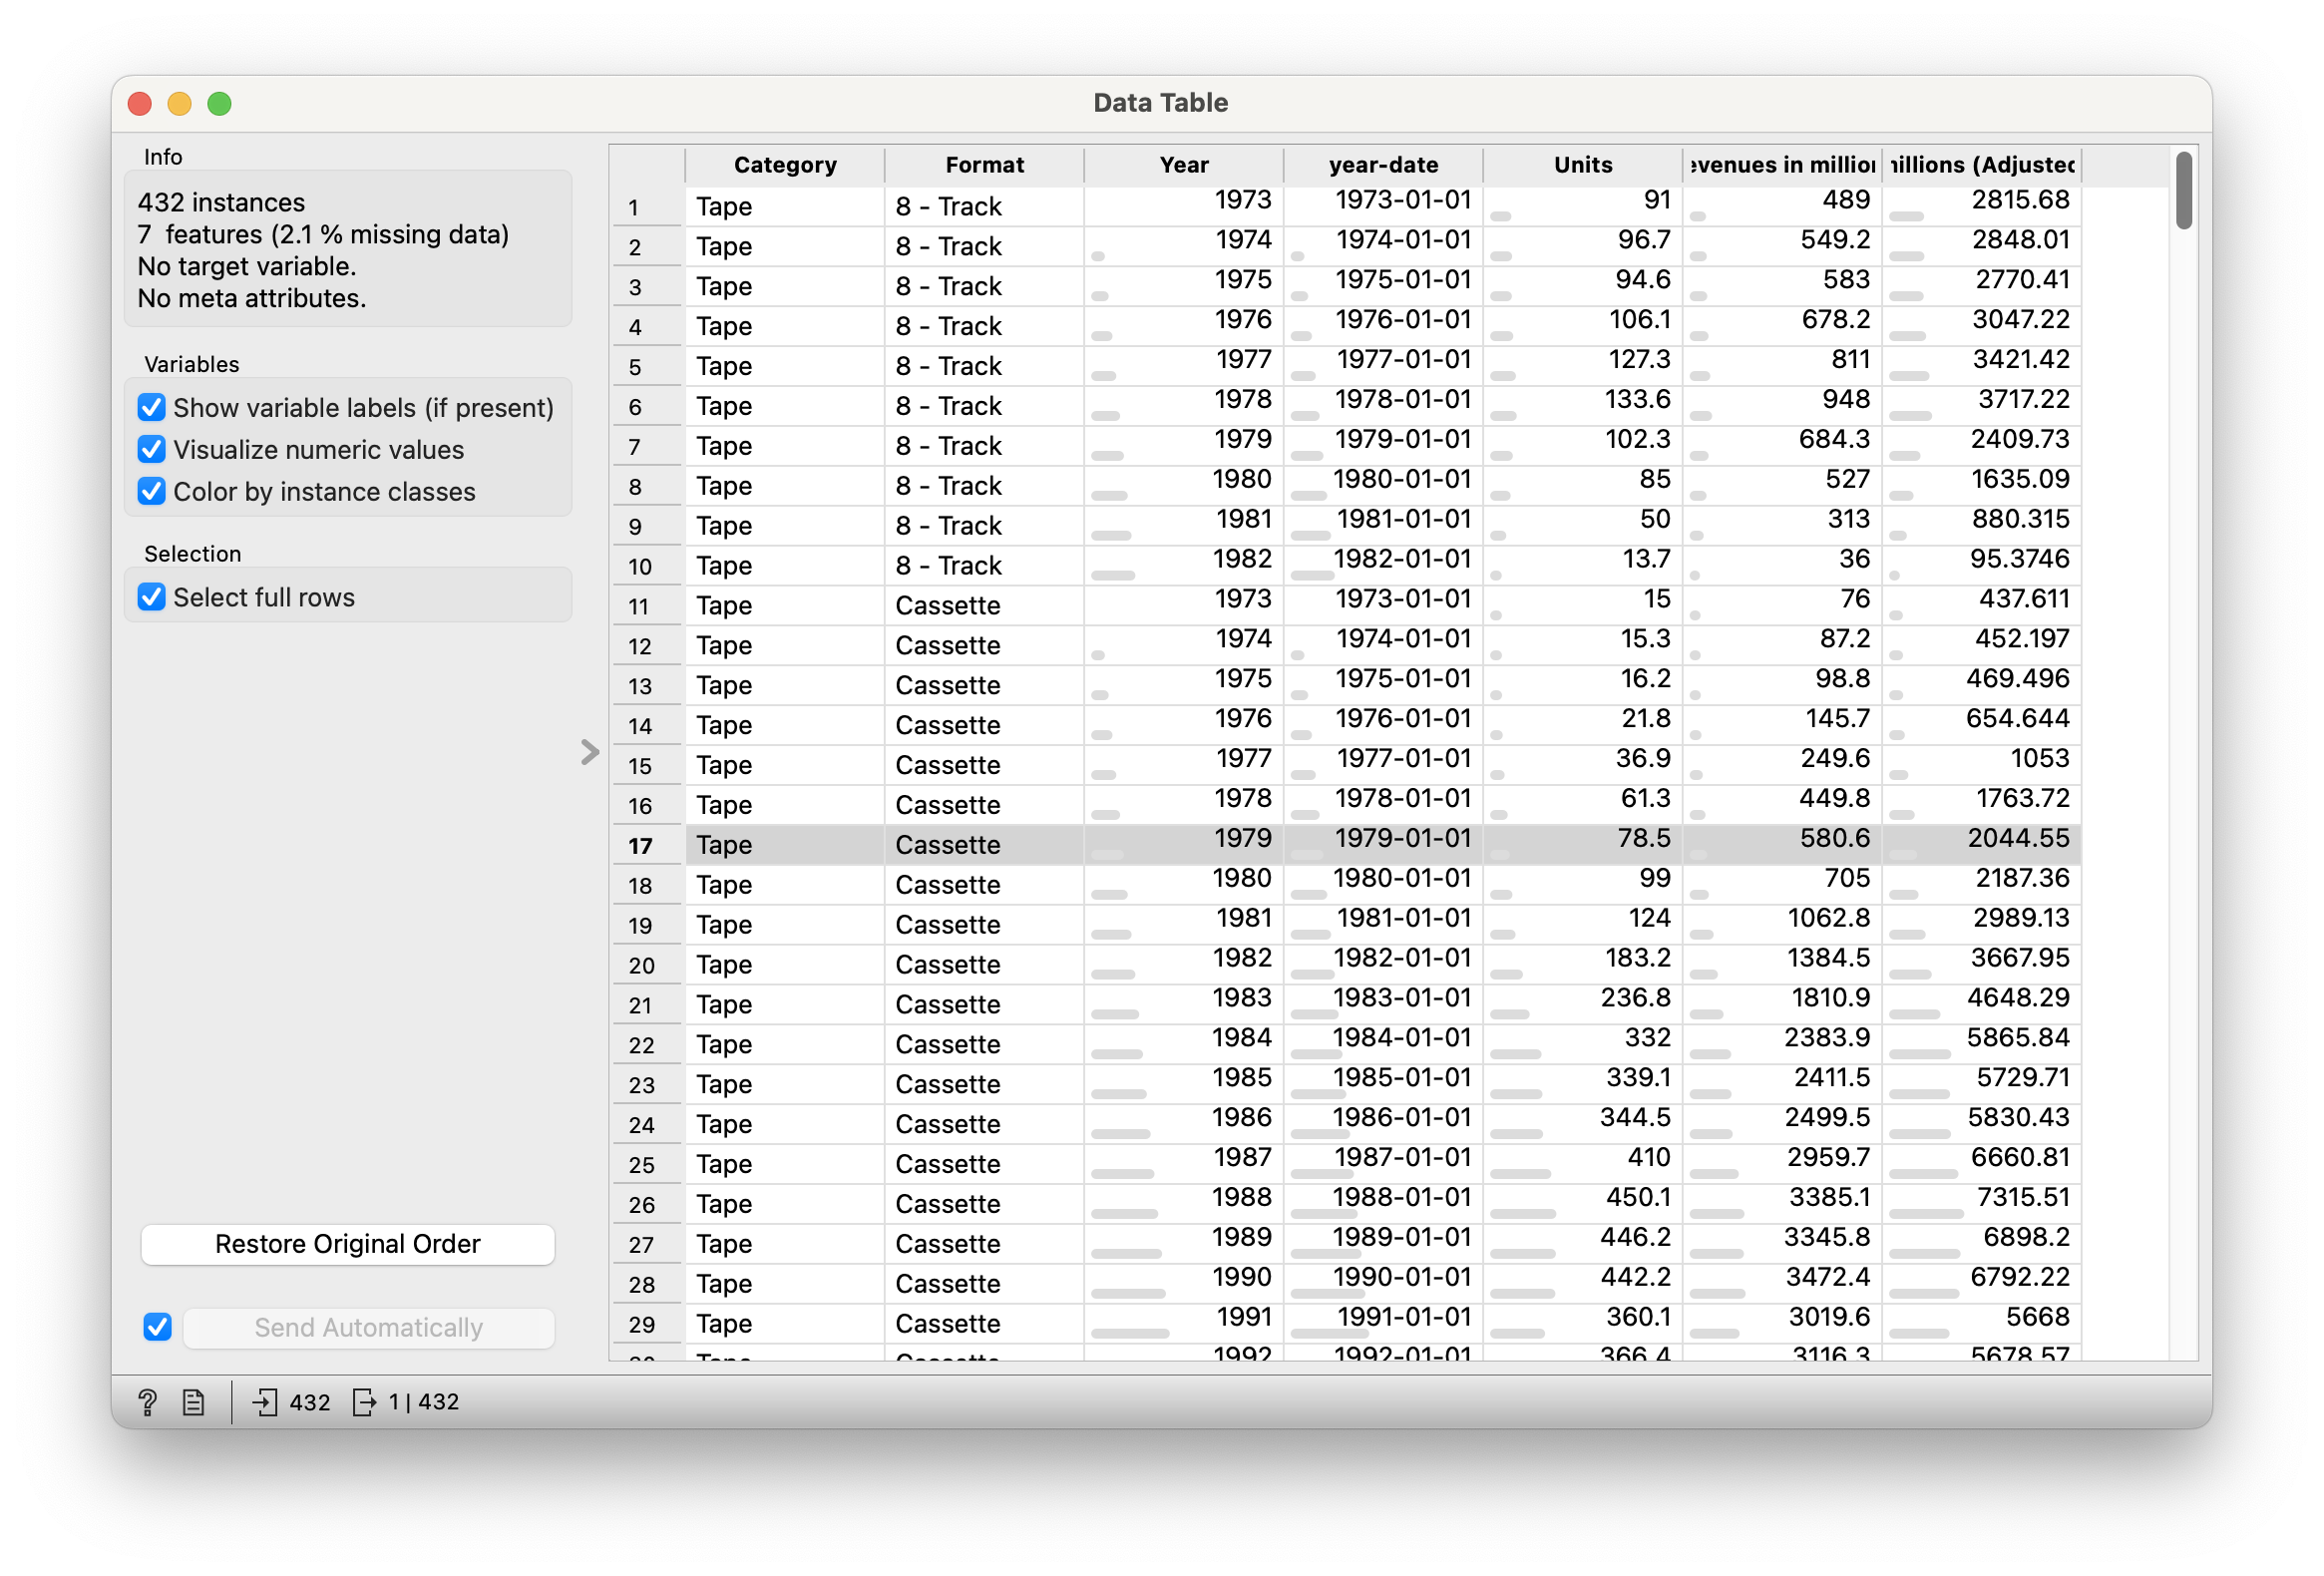 Data Table
Info
432 instances
7 features (2.1 % missing data)
No target variable.
No meta attributes.
Variables
Show variable labels (if present)
Visualize numeric values
Color by instance classes
Selection
Select full rows
Restore Original Order
Send Automatically
Category Format Year year-date Units evenues in million illions (Adjusted
1 Tape 8 - Track 1973 1973-01-01 91 489 2815.68
2 Tape 8 - Track 1974 1974-01-01 96.7 549.2 2848.01
3 Tape 8 - Track 1975 1975-01-01 94.6 583 2770.41
4 Tape 8 - Track 1976 1976-01-01 106.1 678.2 3047.22
5 Tape 8 - Track 1977 1977-01-01 127.3 811 3421.42
6 Tape 8 - Track 1978 1978-01-01 133.6 948 3717.22
7 Tape 8 - Track 1979 1979-01-01 102.3 684.3 2409.73
8 Tape 8 - Track 1980 1980-01-01 85 527 1635.09
9 Tape 8 - Track 1981 1981-01-01 50 313 880.315
10 Tape 8 - Track 1982 1982-01-01 13.7 36 95.3746
11 Tape Cassette 1973 1973-01-01 15 76 437.611
12 Tape Cassette 1974 1974-01-01 15.3 87.2 452.197
13 Tape Cassette 1975 1975-01-01 16.2 98.8 469.496
14 Tape Cassette 1976 1976-01-01 21.8 145.7 654.644
15 Tape Cassette 1977 1977-01-01 36.9 249.6 1053
16 Tape Cassette 1978 1978-01-01 61.3 449.8 1763.72
17 Tape Cassette 1979 1979-01-01 78.5 580.6 2044.55
18 Tape Cassette 1980 1980-01-01 99 705 2187.36
19 Tape Cassette 1981 1981-01-01 124 1062.8 2989.13
20 Tape Cassette 1982 1982-01-01 183.2 1384.5 3667.95
21 Tape Cassette 1983 1983-01-01 236.8 1810.9 4648.29
22 Tape Cassette 1984 1984-01-01 332 2383.9 5865.84
23 Tape Cassette 1985 1985-01-01 339.1 2411.5 5729.71
24 Tape Cassette 1986 1986-01-01 344.5 2499.5 5830.43
25 Tape Cassette 1987 1987-01-01 410 2959.7 6660.81
26 Tape Cassette 1988 1988-01-01 450.1 3385.1 7315.51
27 Tape Cassette 1989 1989-01-01 446.2 3345.8 6898.2
28 Tape Cassette 1990 1990-01-01 442.2 3472.4 6792.22
29 Tape Cassette 1991 1991-01-01 360.1 3019.6 5668
1992 1992-01-01 366.4 3116.3 5678.57
? 432 1 | 432